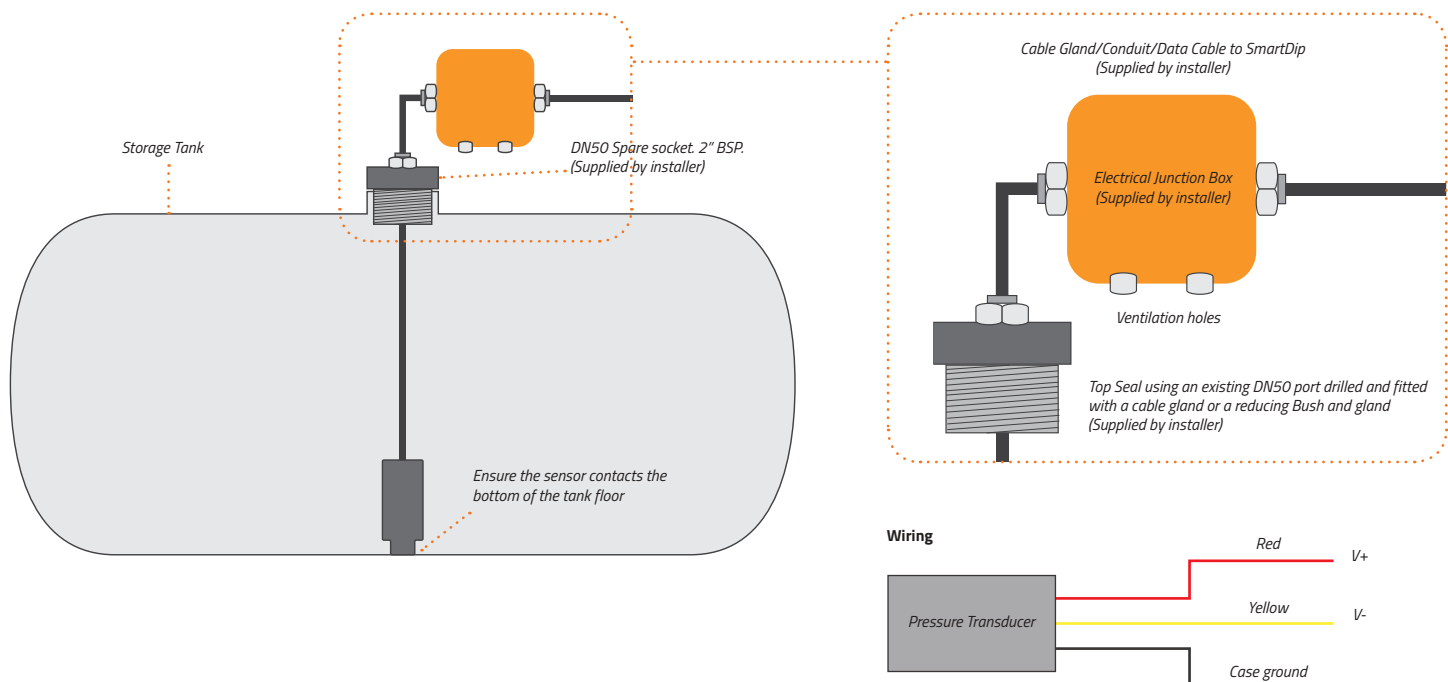 Storage Tank
DN50 Spare socket. 2” BSP.
(Supplied by installer)
Ensure the sensor contacts the
bottom of the tank floor
Cable Gland/Conduit/Data Cable to SmartDip
(Supplied by installer)
Electrical Junction Box
(Supplied by installer)
Ventilation holes
Top Seal using an existing DN50 port drilled and fitted
with a cable gland or a reducing Bush and gland
(Supplied by installer)
Wiring
Pressure Transducer
Red
V+
Yellow
V-
Case ground